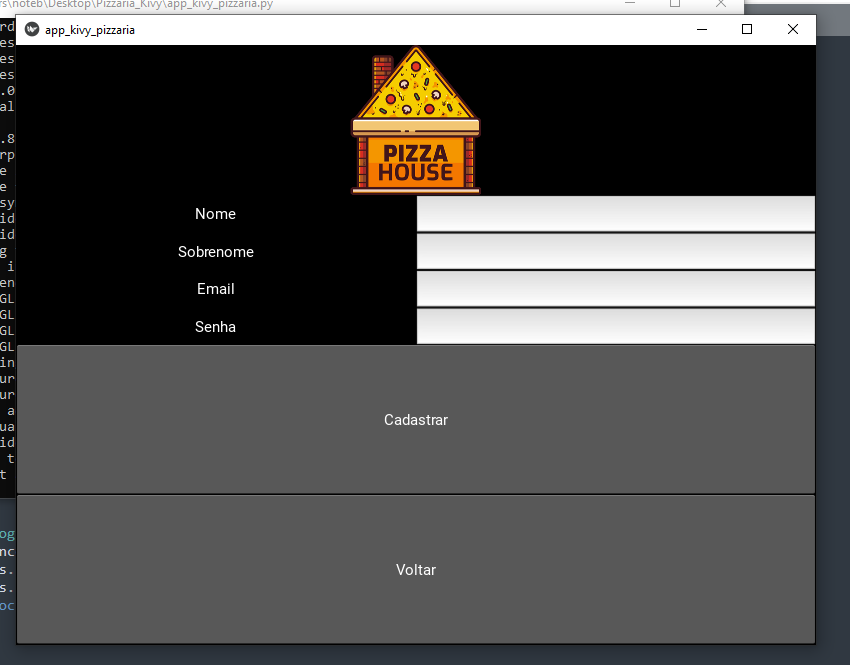 rs\noteb\Desktop\Pizzaria_Kivy\app_kivy_pizzaria.py
app_kivy_pizzaria
PIZZA
HOUSE
Nome
Sobrenome
Email
Senha
Cadastrar
Voltar